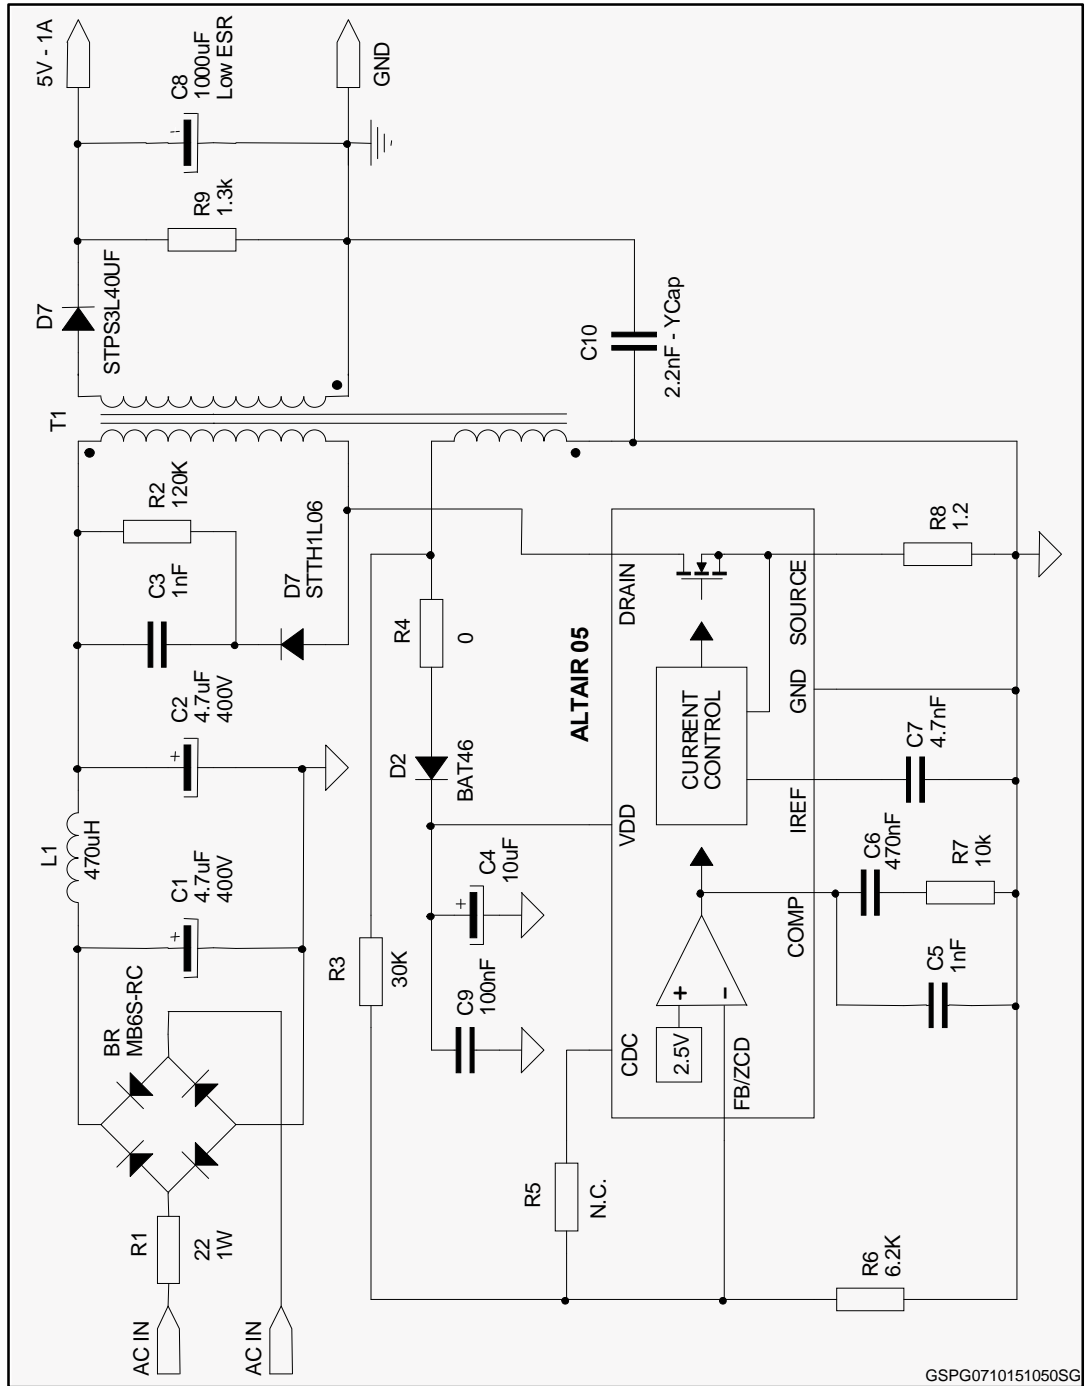 AC IN
AC IN
R1
22
1W
BR
MB6S-RC
C1
4.7uF
400V
L1
470uH
C2
4.7uF
400V
C3
1nF
R2
120K
D7
STTH1L06
T1
D7
STPS3L40UF
R9
1.3k
C8
1000uF
Low ESR
5V - 1A
GND
R3
30K
C9
100nF
C4
10uF
D2
BAT46
R4
0
C10
2.2nF - YCap
R5
N.C.
ALTAIR 05
CDC
VDD
DRAIN
2.5V
+
−
CURRENT
CONTROL
FB/ZCD
COMP
IREF
GND
SOURCE
R6
6.2K
C5
1nF
C6
470nF
R7
10k
C7
4.7nF
R8
1.2
GSPG0710151050SG